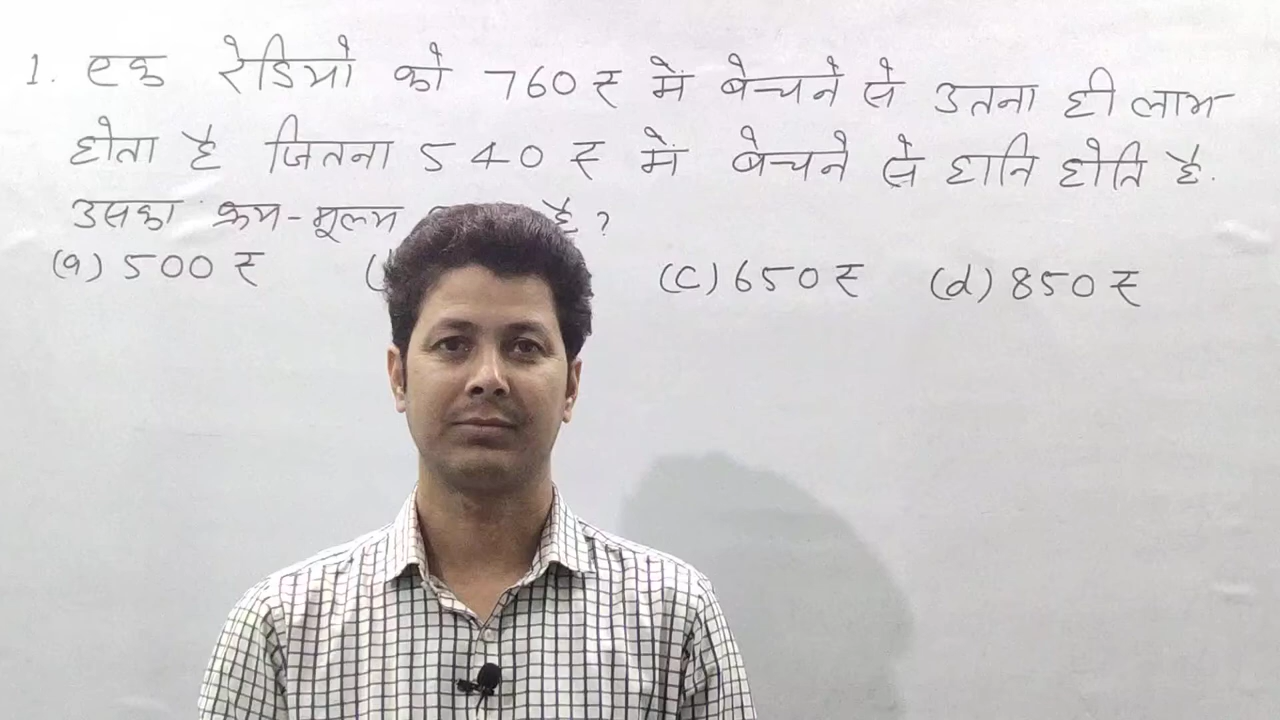 1. एक रेडियो को 760 ₹ में बेचने से उतना ही लाभ
होता है जितना 540 ₹ में बेचने से हानि होति है.
उसका क्रय-मूल्य है ?
(a) 500 ₹ ( (c) 650 ₹ (d) 850 ₹